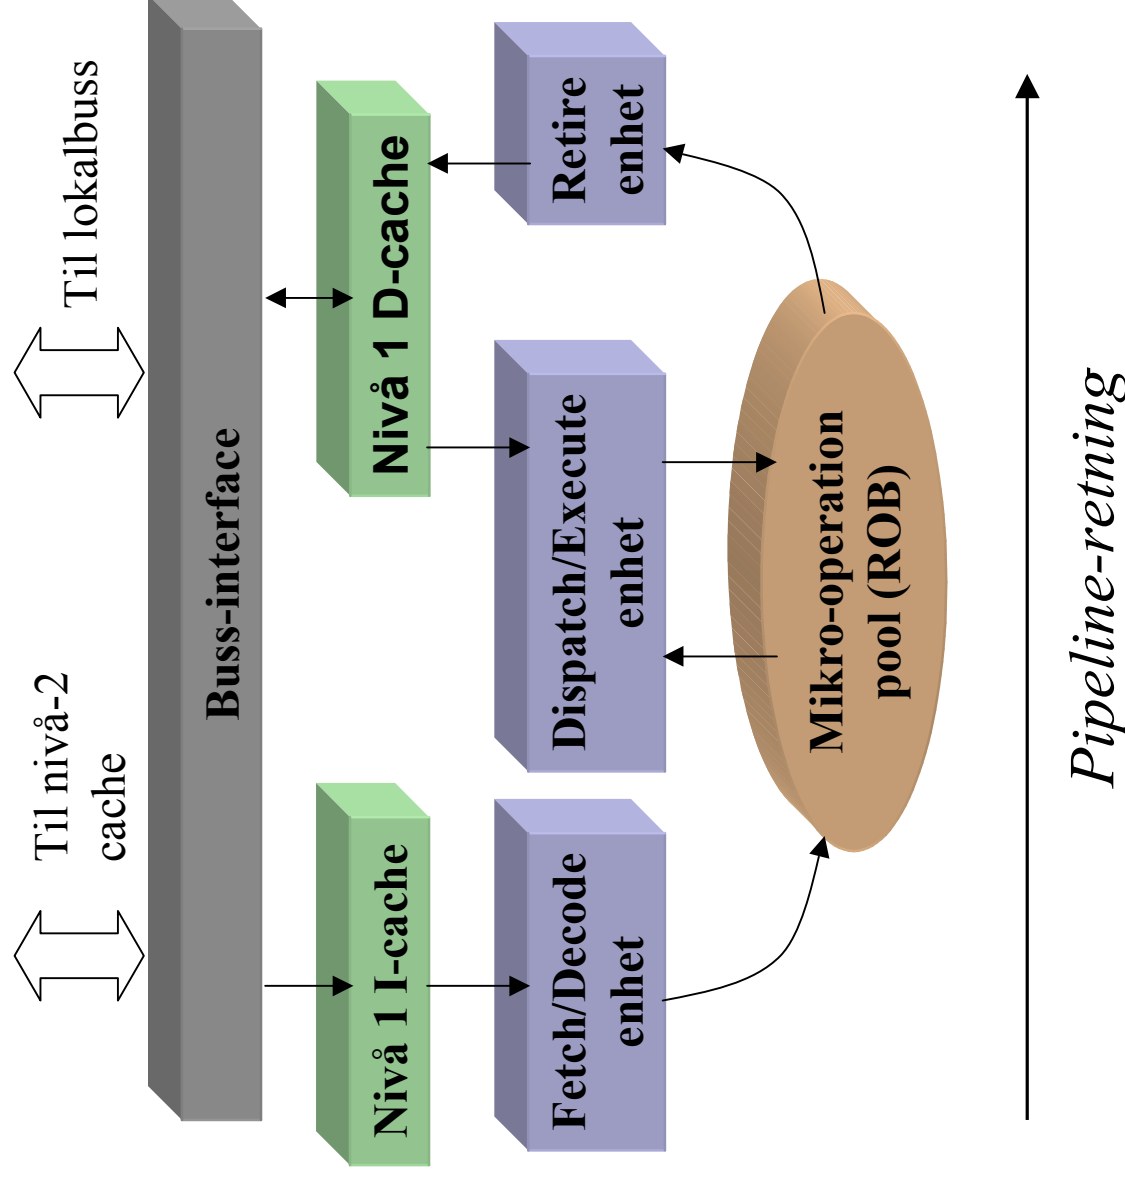 Til nivå-2
cache
Til lokalbuss
Buss-interface
Nivå 1 I-cache
Nivå 1 D-cache
Fetch/Decode
enhet
Dispatch/Execute
enhet
Retire
enhet
Mikro-operation
pool (ROB)
Pipeline-retning